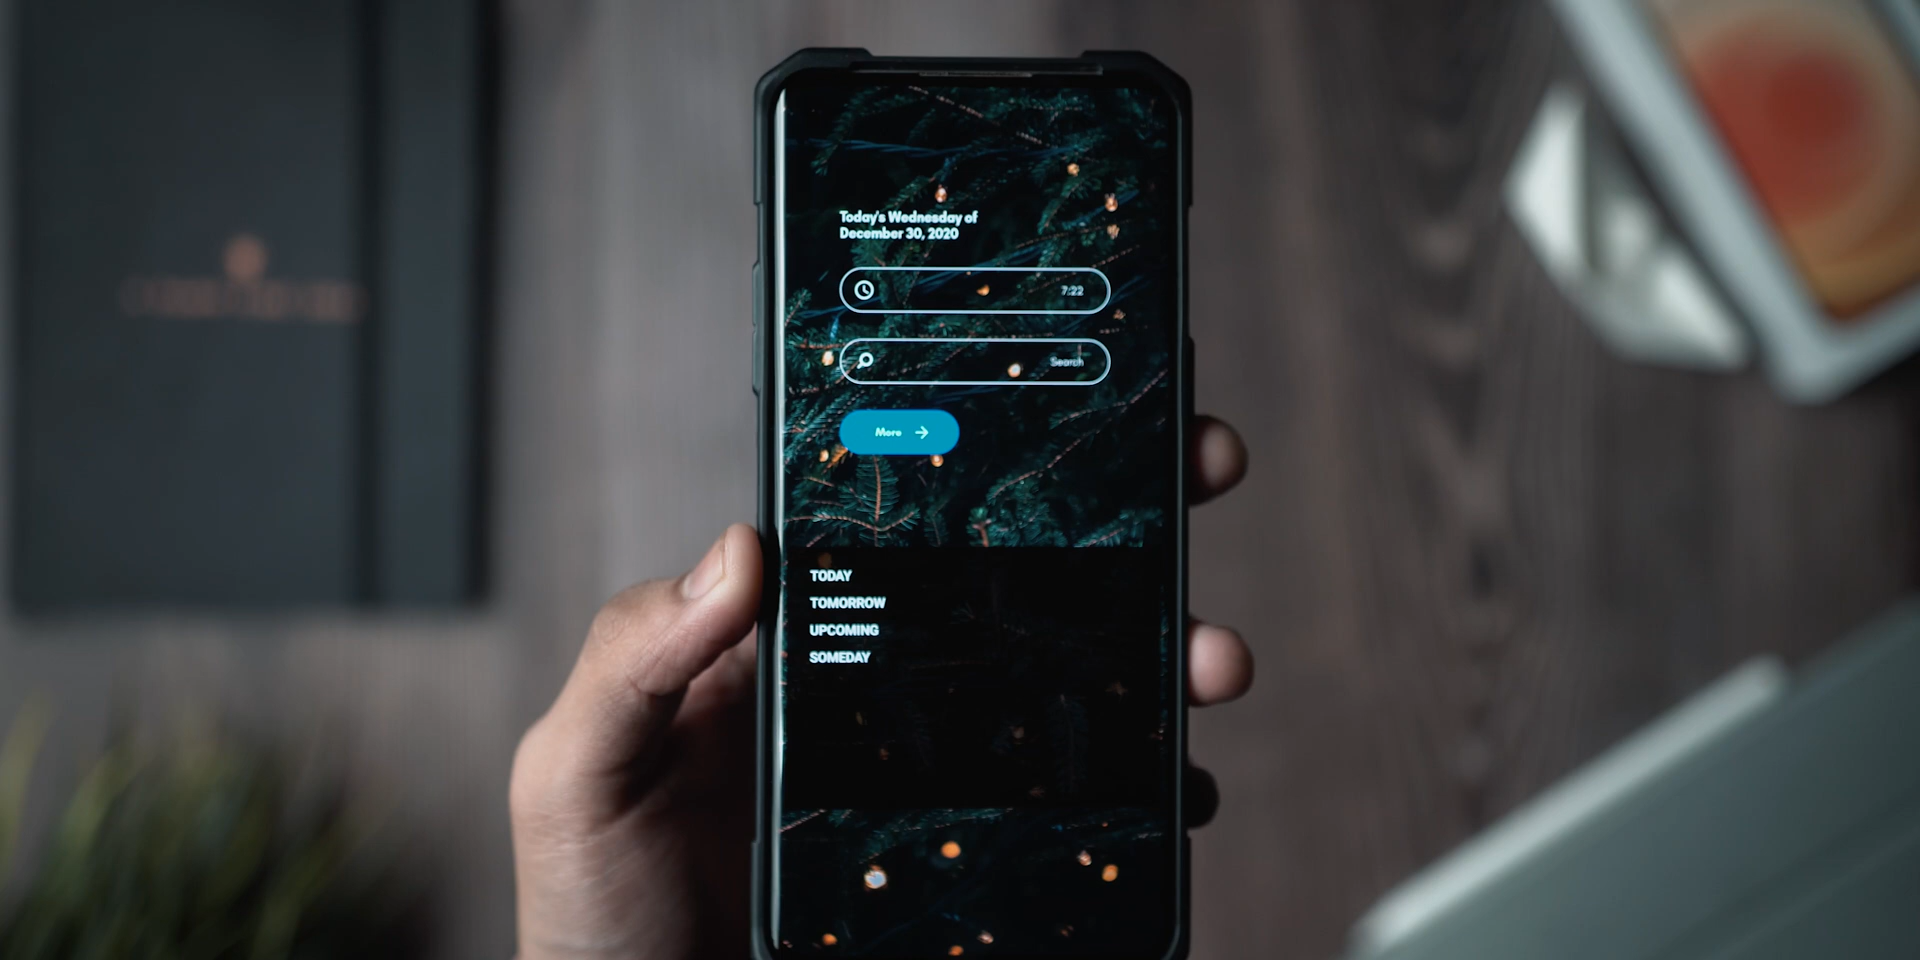 Today's Wednesday of
December 30, 2020
7:22
Search
More
TODAY
TOMORROW
UPCOMING
SOMEDAY